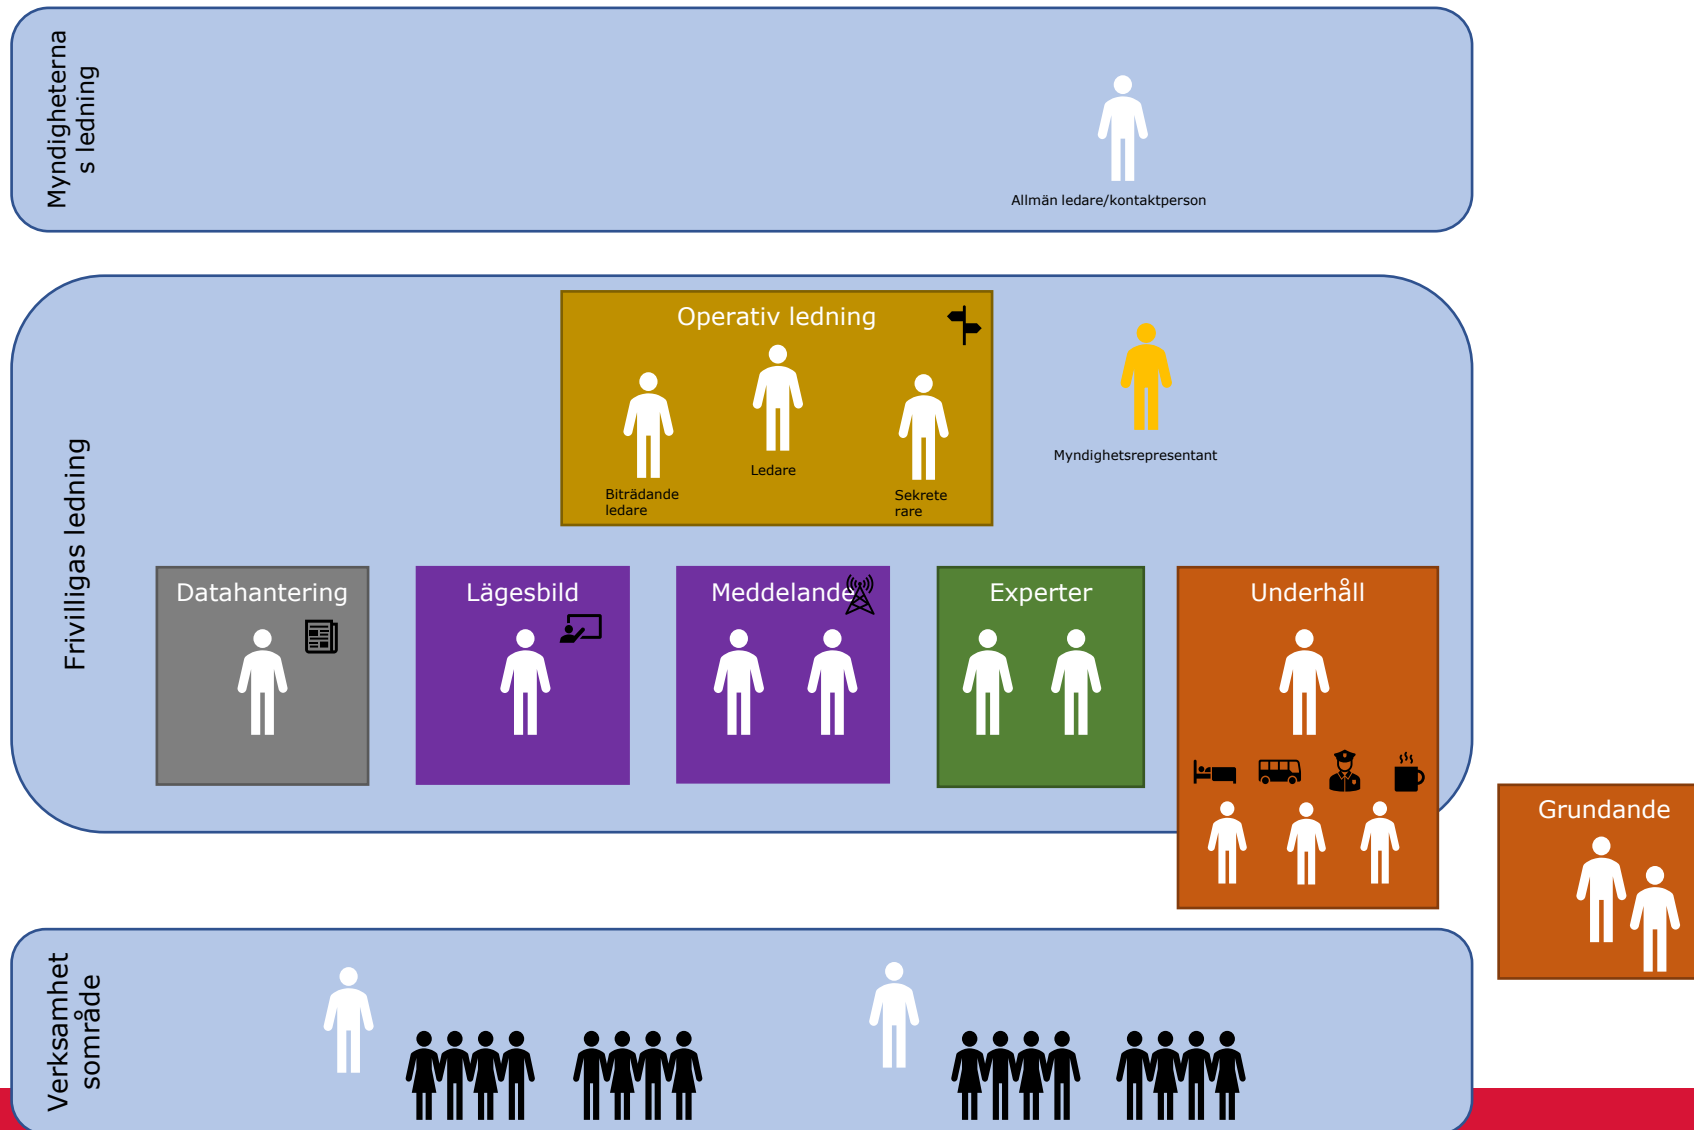 Myndigheterna
s ledning
Allmän ledare/kontaktperson
Frivilligas ledning
Operativ ledning
Ledare
Biträdande
ledare
Sekrete
rare
Myndighetsrepresentant
Datahantering
Lägesbild
Meddelande
Experter
Underhåll
Grundande
Verksamhet
sområde